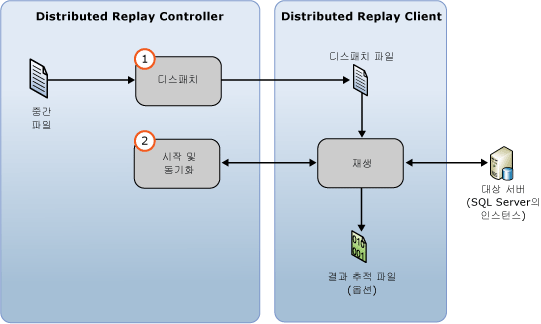 Distributed Replay Controller
Distributed Replay Client
1
디스패치
디스패치 파일
중간
파일
2
시작 및
동기화
재생
대상 서버
(SQL Server의
인스턴스)
010
001
결과 추적 파일
(옵션)